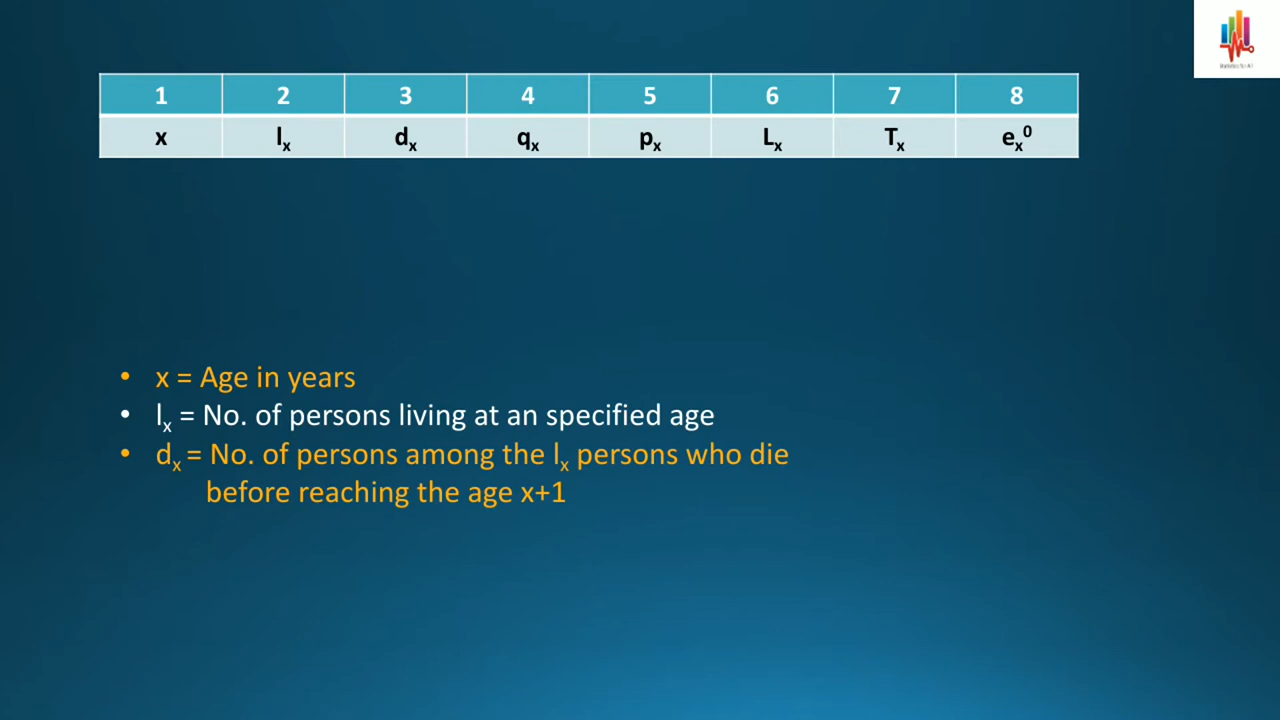 1 2 3 4 5 6 7 8
x lₓ dₓ qₓ pₓ Lₓ Tₓ eₓ⁰
• x = Age in years
• lₓ = No. of persons living at an specified age
• dₓ = No. of persons among the lₓ persons who die
before reaching the age x+1